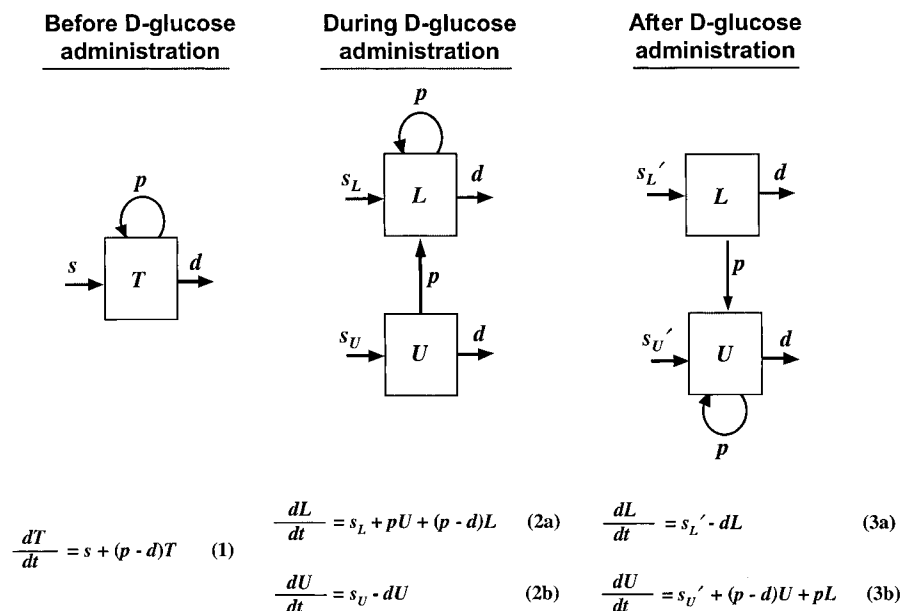 Before D-glucose
administration
During D-glucose
administration
After D-glucose
administration
p
s
T
d
p
s_L
L
d
p
s_U
U
d
s_L′
L
d
p
s_U′
U
d
p
dT/dt = s + (p - d)T (1)
dL/dt = s_L + pU + (p - d)L (2a)
dU/dt = s_U - dU (2b)
dL/dt = s_L′ - dL (3a)
dU/dt = s_U′ + (p - d)U + pL (3b)